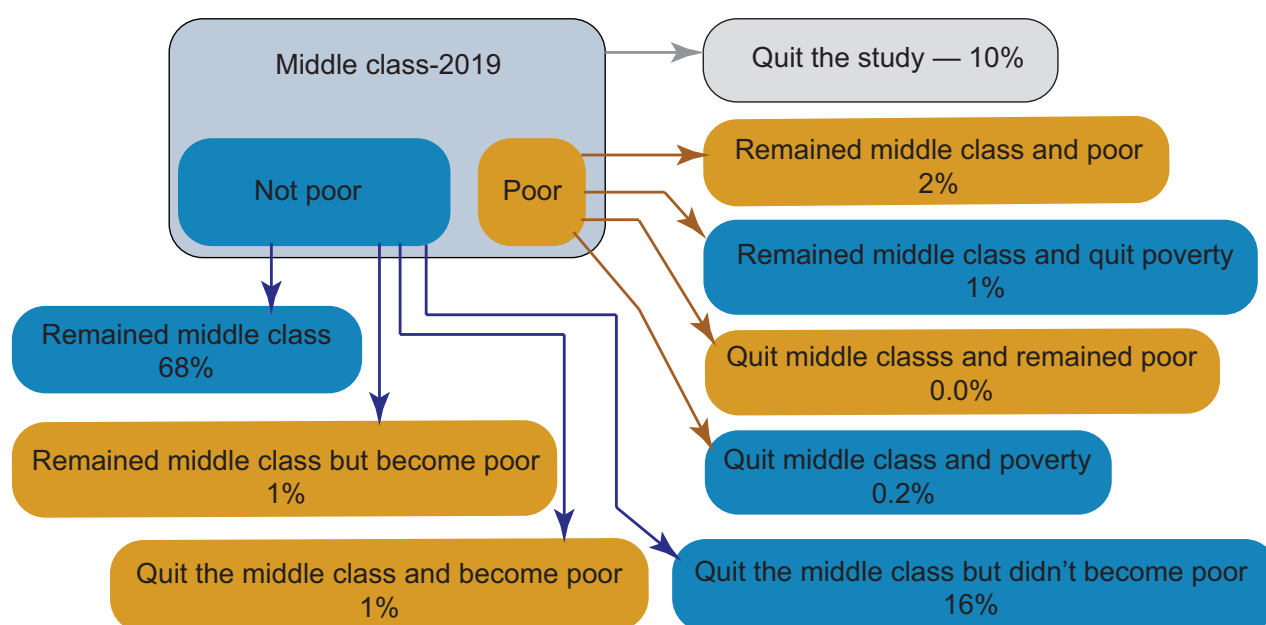 Middle class-2019
Quit the study — 10%
Not poor
Poor
Remained middle class and poor
2%
Remained middle class and quit poverty
1%
Quit middle classs and remained poor
0.0%
Quit middle class and poverty
0.2%
Remained middle class
68%
Remained middle class but become poor
1%
Quit the middle class and become poor
1%
Quit the middle class but didn’t become poor
16%